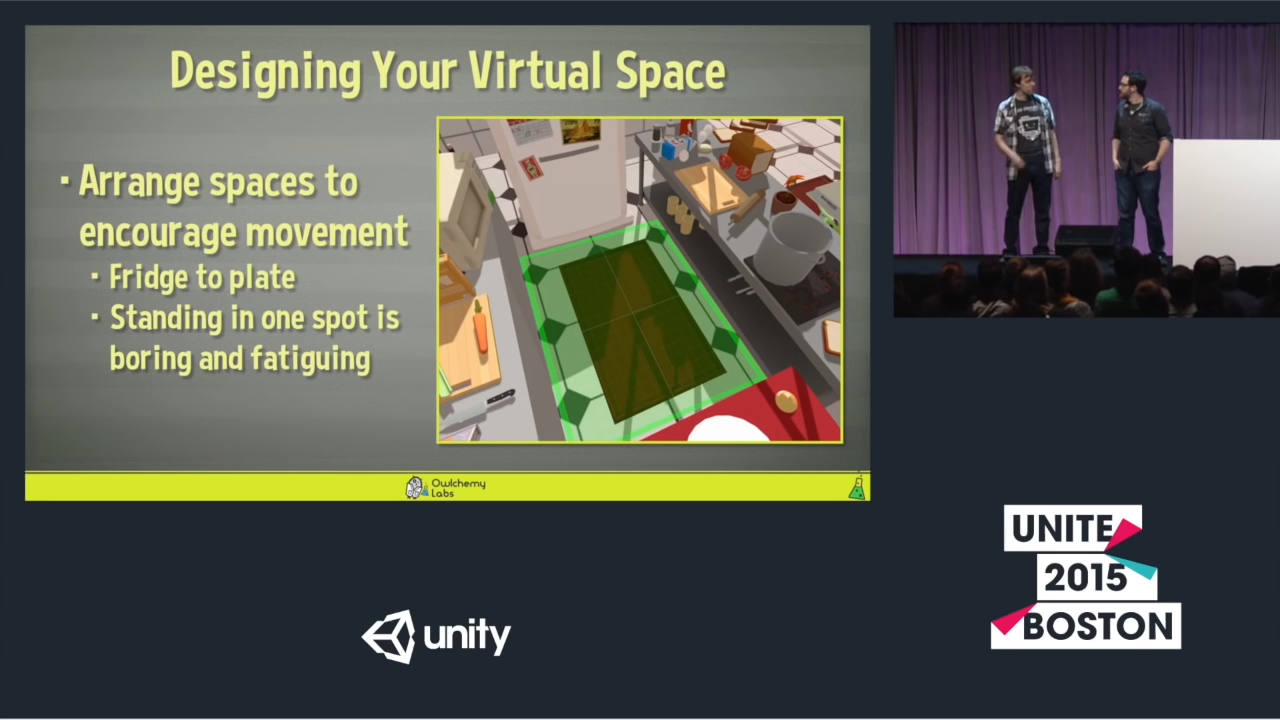 Designing Your Virtual Space
· Arrange spaces to
encourage movement
· Fridge to plate
· Standing in one spot is
boring and fatiguing
Owlchemy
Labs
UNITE
2015
BOSTON
unity